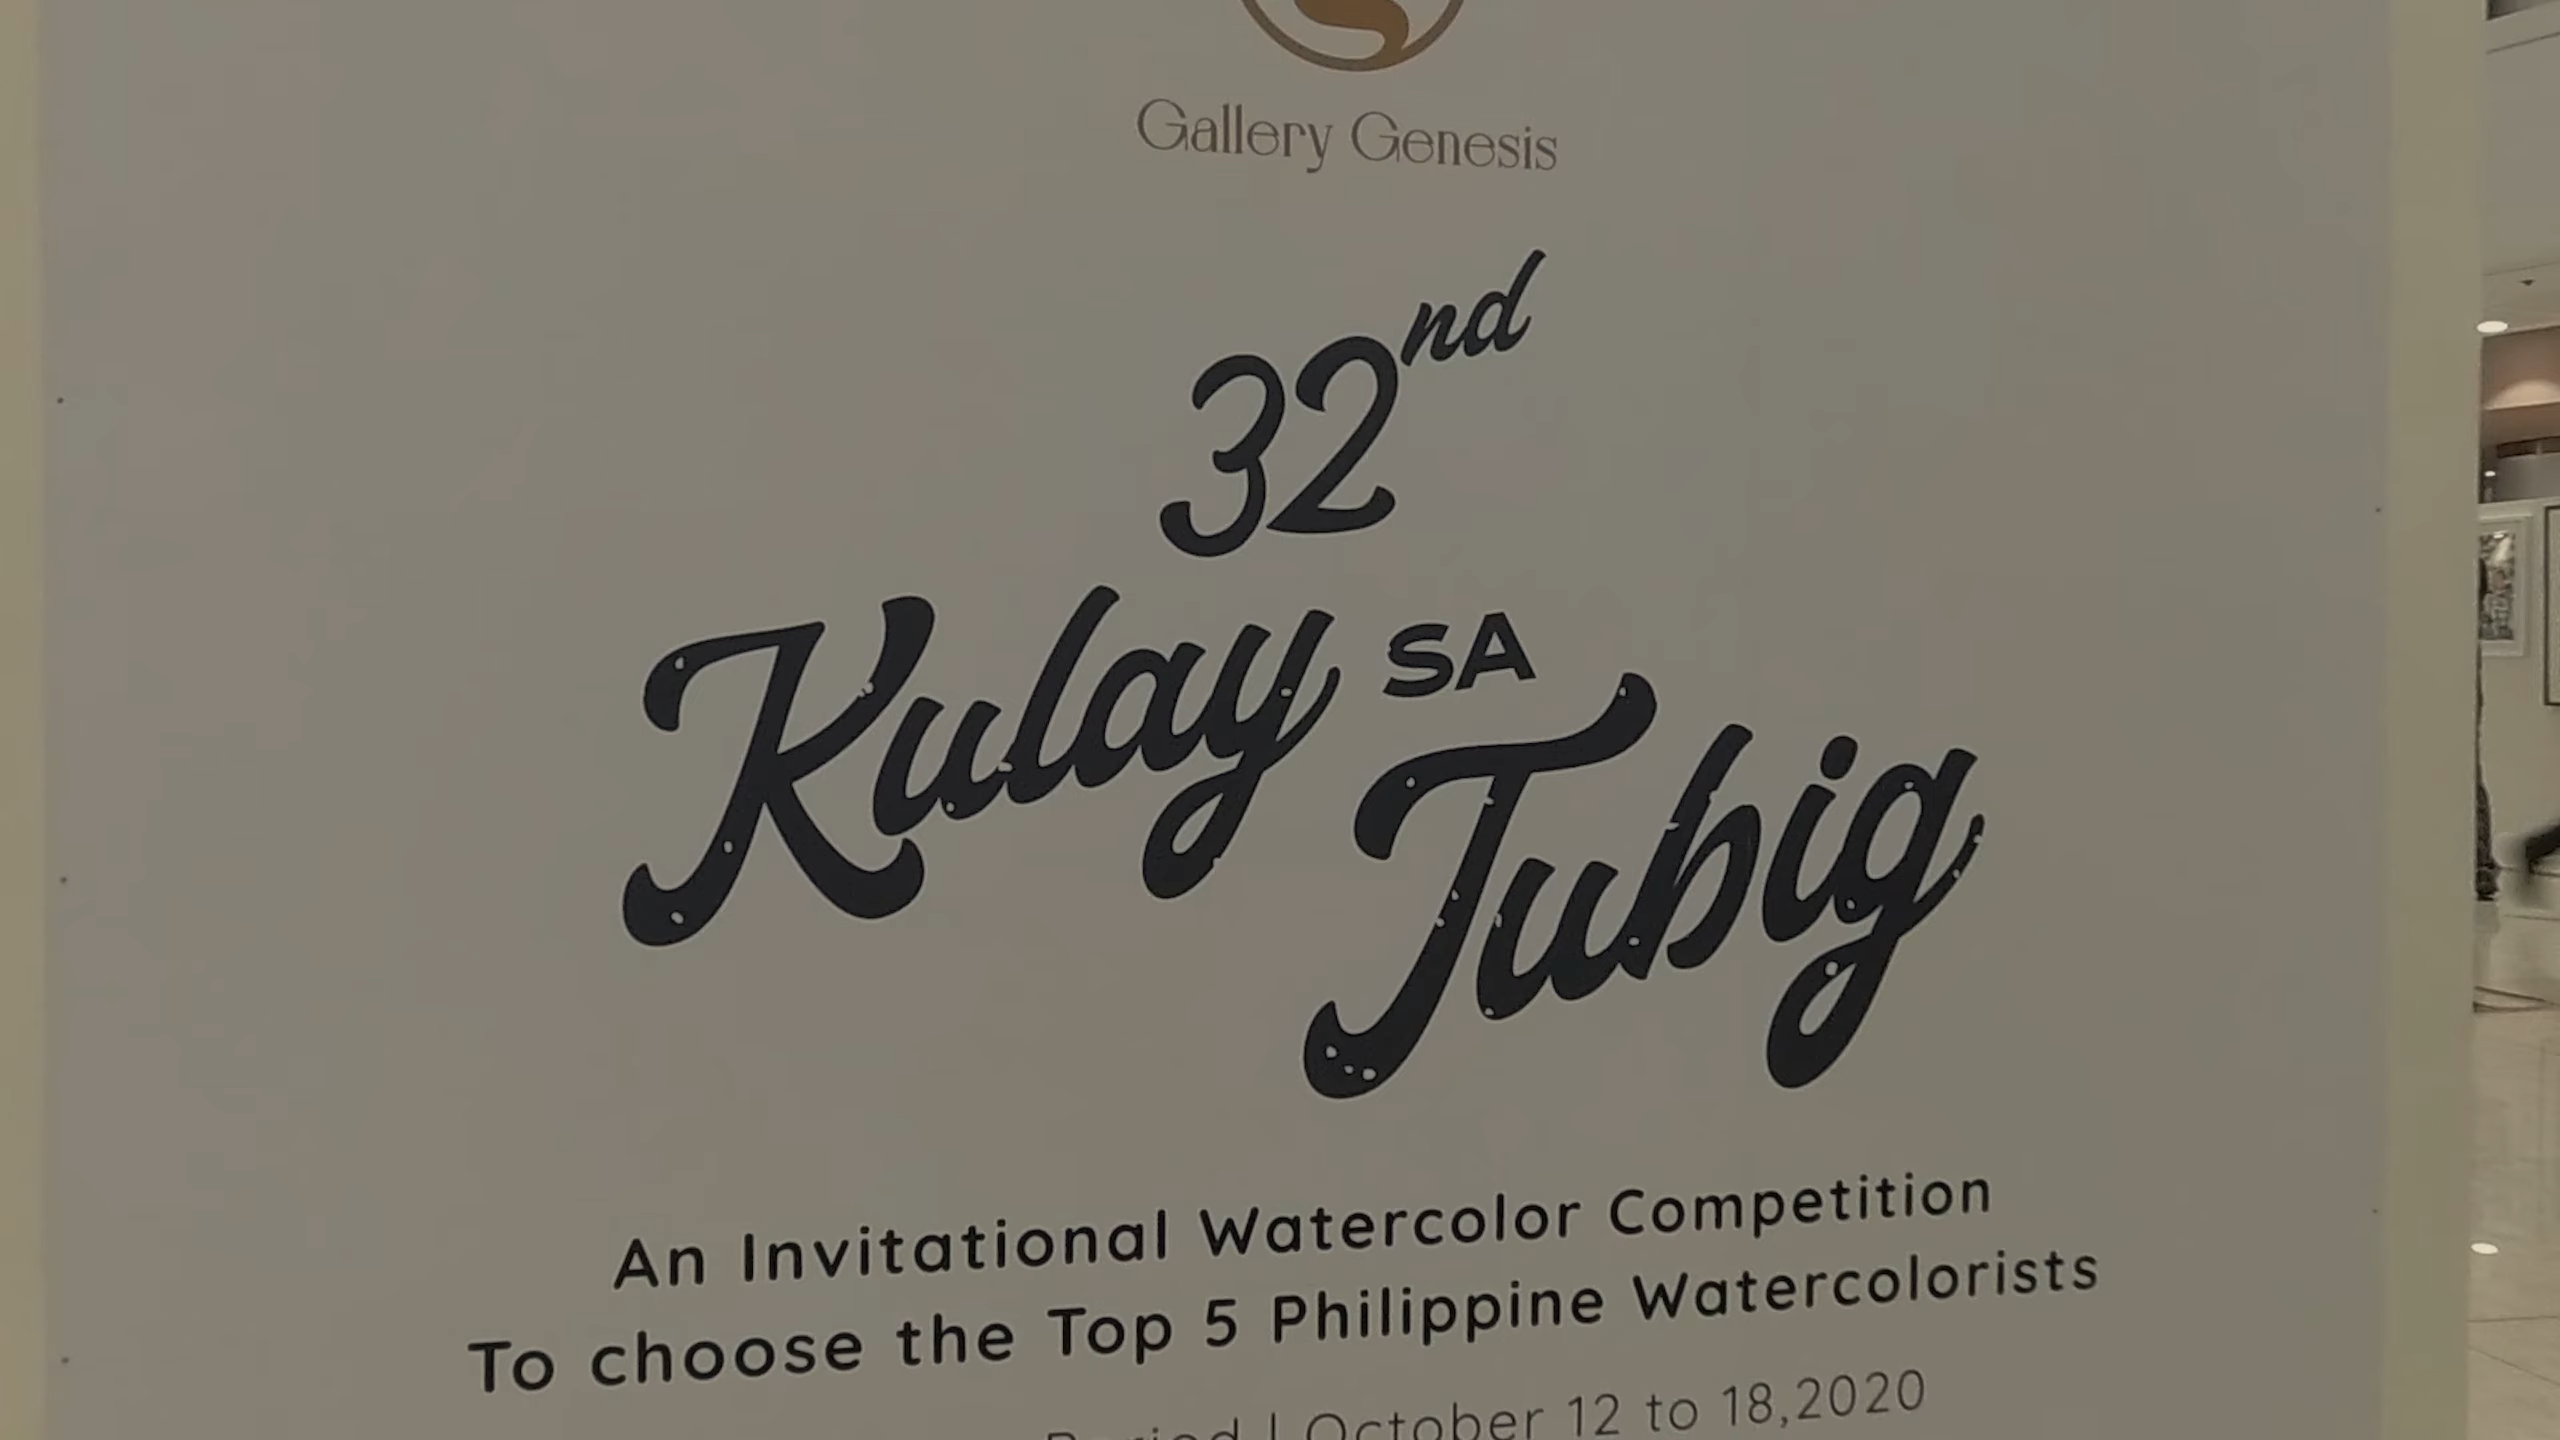 Gallery Genesis
32nd
Kulay SA
Tubig
An Invitational Watercolor Competition
To choose the Top 5 Philippine Watercolorists
Period | October 12 to 18,2020